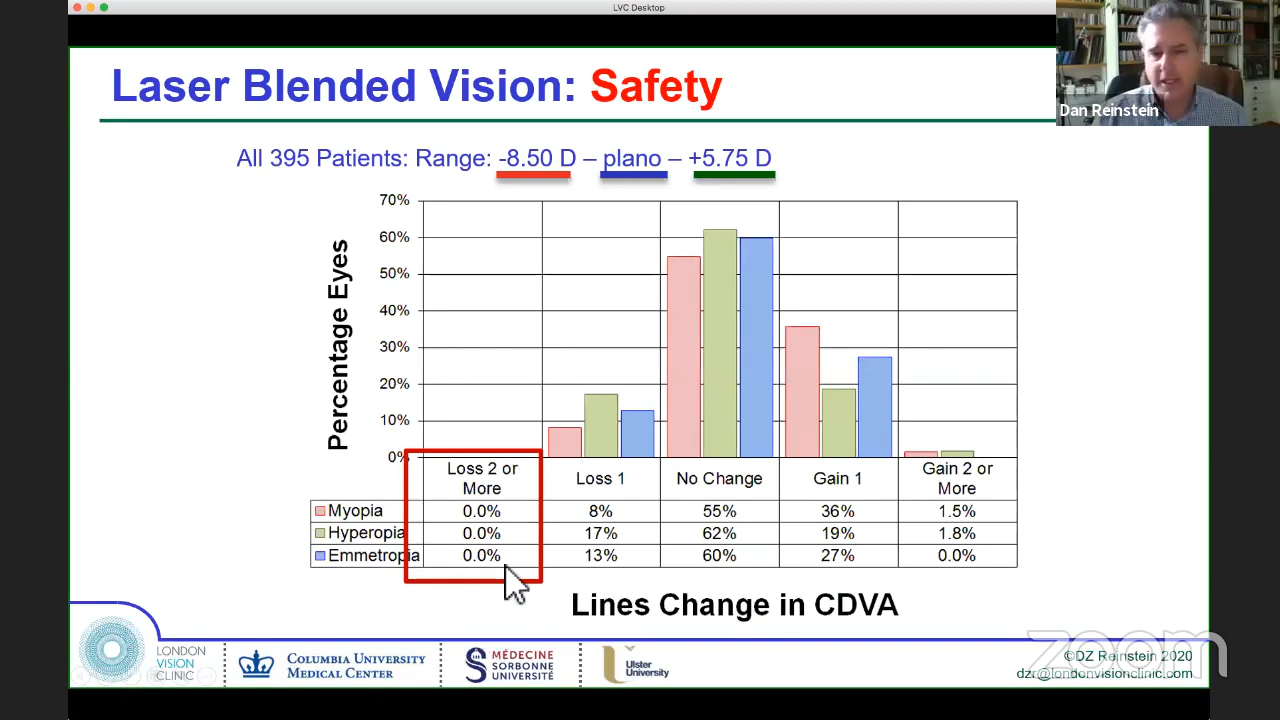 LVC Desktop
Dan Reinstein
Laser Blended Vision: Safety
All 395 Patients: Range: -8.50 D – plano – +5.75 D
Percentage Eyes
70%
60%
50%
40%
30%
20%
10%
0%
Loss 2 or More Loss 1 No Change Gain 1 Gain 2 or More
Myopia 0.0% 8% 55% 36% 1.5%
Hyperopia 0.0% 17% 62% 19% 1.8%
Emmetropia 0.0% 13% 60% 27% 0.0%
Lines Change in CDVA
LONDON
VISION
CLINIC
COLUMBIA UNIVERSITY
MEDICAL CENTER
MÉDECINE
SORBONNE
UNIVERSITÉ
Ulster
University
©DZ Reinstein 2020
dzr@londonvisionclinic.com
zoom